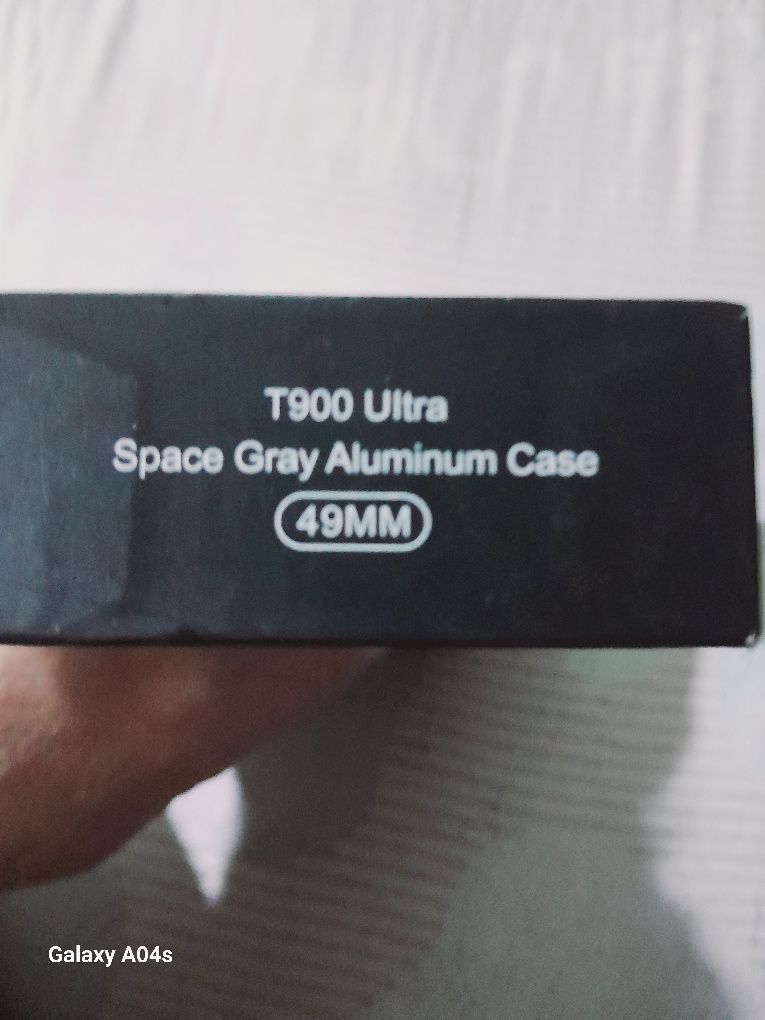 T900 Ultra
Space Gray Aluminum Case
49MM
Galaxy A04s